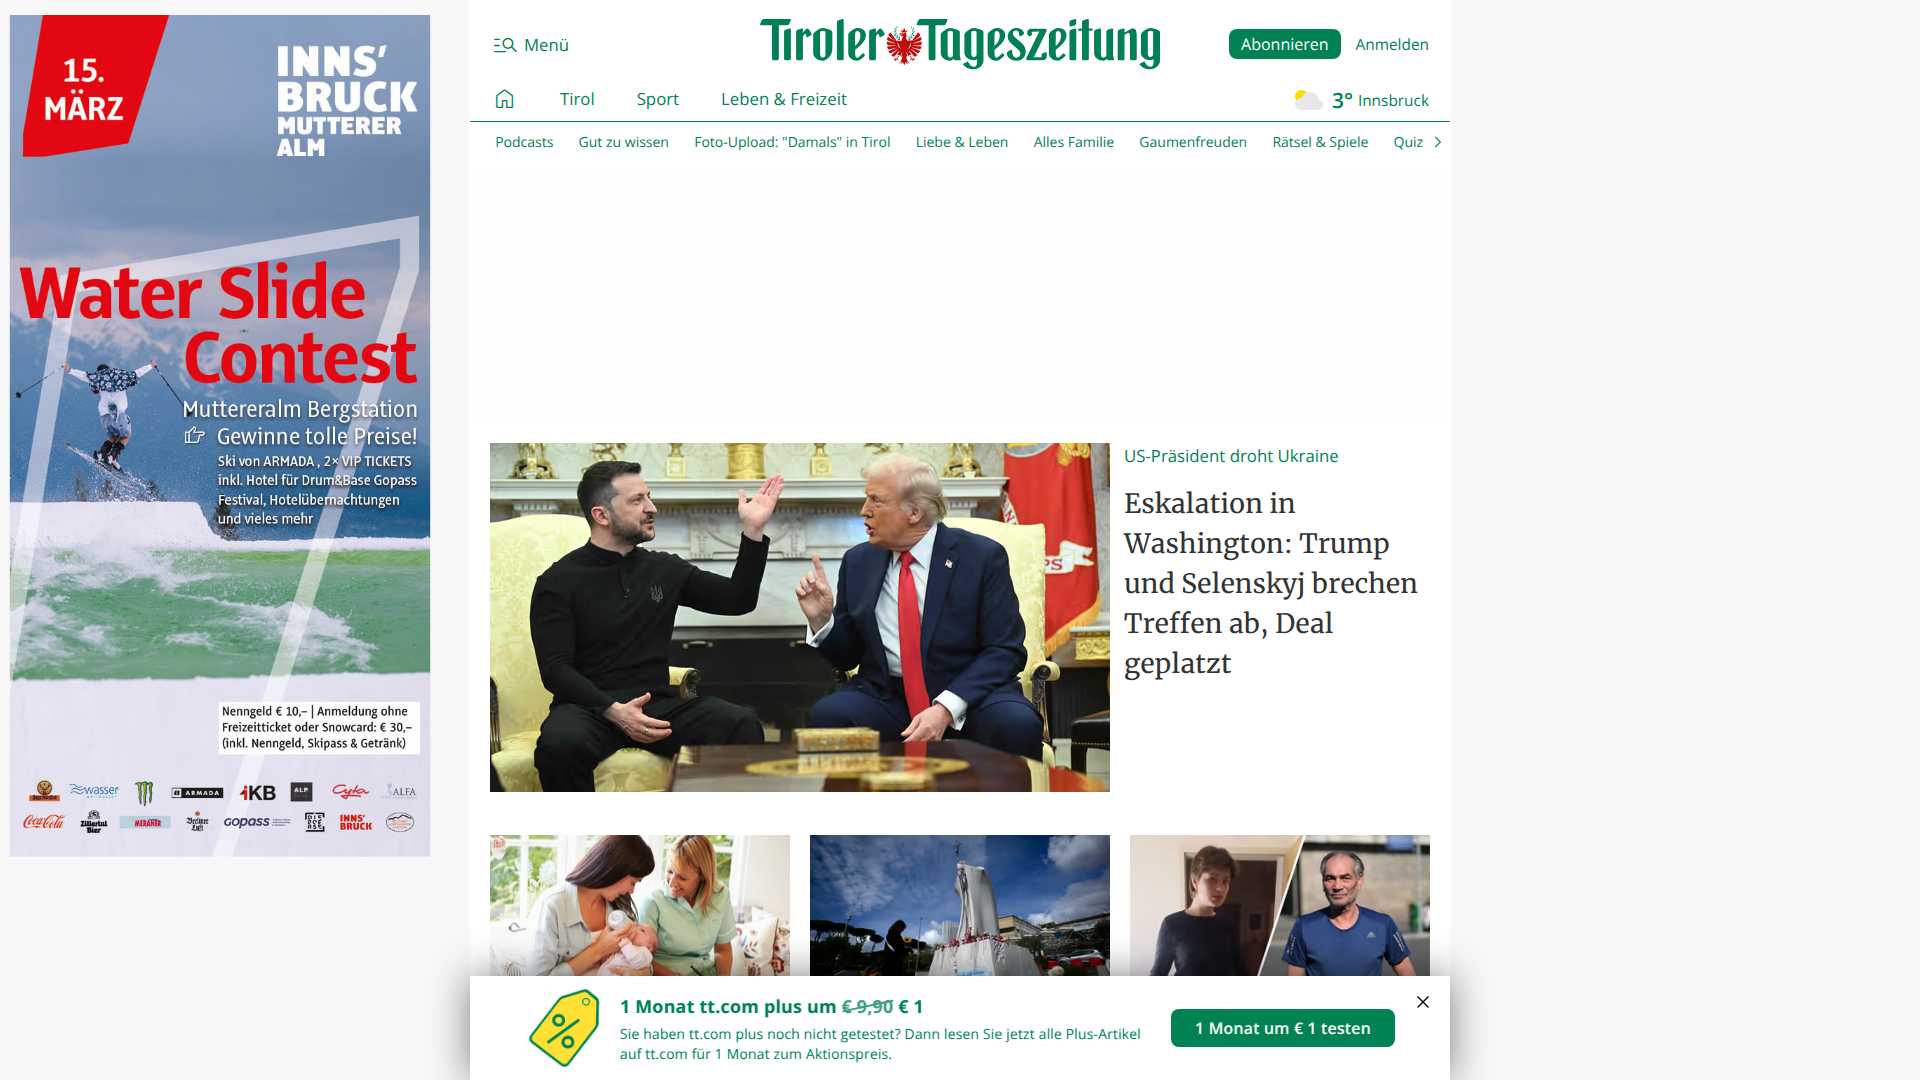 15.
MÄRZ
INNS'
BRUCK
MUTTERER
ALM
Water Slide
Contest
Muttereralm Bergstation
Gewinne tolle Preise!
Ski von ARMADA , 2x VIP TICKETS
inkl. Hotel für Drum&Base Gopass
Festival, Hotelübernachtungen
und vieles mehr
Nenngeld € 10,– | Anmeldung ohne
Freizeitticket oder Snowcard: € 30,–
(inkl. Nenngeld, Skipass & Getränk)
wasser ARMADA iKB ALP Cyta ALFA
Coca-Cola Zillertal Bier MERANER Berliner Luft GOPASS INNS' BRUCK
Menü
Tiroler Tageszeitung
Abonnieren
Anmelden
Tirol Sport Leben & Freizeit
3° Innsbruck
Podcasts Gut zu wissen Foto-Upload: "Damals" in Tirol Liebe & Leben Alles Familie Gaumenfreuden Rätsel & Spiele Quiz
US-Präsident droht Ukraine
Eskalation in
Washington: Trump
und Selenskyj brechen
Treffen ab, Deal
geplatzt
1 Monat tt.com plus um € 9,90 € 1
Sie haben tt.com plus noch nicht getestet? Dann lesen Sie jetzt alle Plus-Artikel
auf tt.com für 1 Monat zum Aktionspreis.
1 Monat um € 1 testen